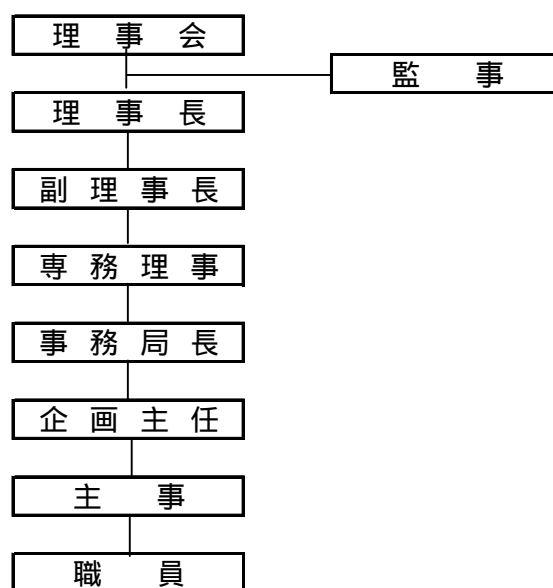 理事会
監事
理事長
副理事長
専務理事
事務局長
企画主任
主事
職員